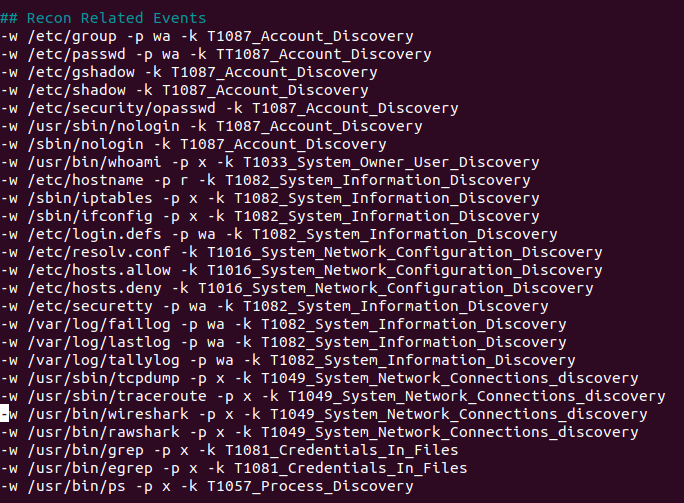 ## Recon Related Events
-w /etc/group -p wa -k T1087_Account_Discovery
-w /etc/passwd -p wa -k TT1087_Account_Discovery
-w /etc/gshadow -k T1087_Account_Discovery
-w /etc/shadow -k T1087_Account_Discovery
-w /etc/security/opasswd -k T1087_Account_Discovery
-w /usr/sbin/nologin -k T1087_Account_Discovery
-w /sbin/nologin -k T1087_Account_Discovery
-w /usr/bin/whoami -p x -k T1033_System_Owner_User_Discovery
-w /etc/hostname -p r -k T1082_System_Information_Discovery
-w /sbin/iptables -p x -k T1082_System_Information_Discovery
-w /sbin/ifconfig -p x -k T1082_System_Information_Discovery
-w /etc/login.defs -p wa -k T1082_System_Information_Discovery
-w /etc/resolv.conf -k T1016_System_Network_Configuration_Discovery
-w /etc/hosts.allow -k T1016_System_Network_Configuration_Discovery
-w /etc/hosts.deny -k T1016_System_Network_Configuration_Discovery
-w /etc/securetty -p wa -k T1082_System_Information_Discovery
-w /var/log/faillog -p wa -k T1082_System_Information_Discovery
-w /var/log/lastlog -p wa -k T1082_System_Information_Discovery
-w /var/log/tallylog -p wa -k T1082_System_Information_Discovery
-w /usr/sbin/tcpdump -p x -k T1049_System_Network_Connections_discovery
-w /usr/sbin/traceroute -p x -k T1049_System_Network_Connections_discovery
-w /usr/bin/wireshark -p x -k T1049_System_Network_Connections_discovery
-w /usr/bin/rawshark -p x -k T1049_System_Network_Connections_discovery
-w /usr/bin/grep -p x -k T1081_Credentials_In_Files
-w /usr/bin/egrep -p x -k T1081_Credentials_In_Files
-w /usr/bin/ps -p x -k T1057_Process_Discovery